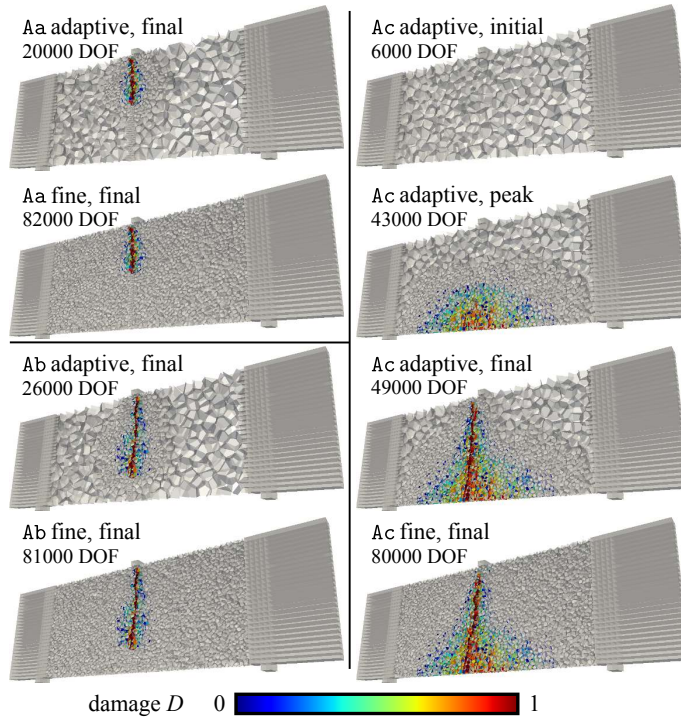 Aa adaptive, final
20000 DOF
Aa fine, final
82000 DOF
Ab adaptive, final
26000 DOF
Ab fine, final
81000 DOF
Ac adaptive, initial
6000 DOF
Ac adaptive, peak
43000 DOF
Ac adaptive, final
49000 DOF
Ac fine, final
80000 DOF
damage D 0 1